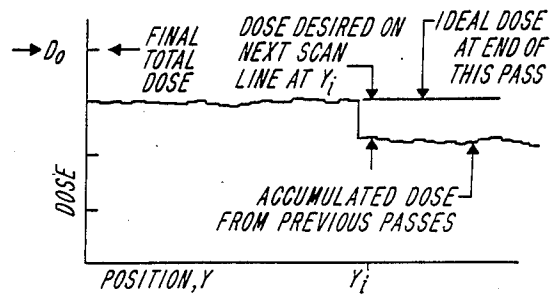 D₀
FINAL
TOTAL
DOSE
DOSE DESIRED ON
NEXT SCAN
LINE AT Yᵢ
IDEAL DOSE
AT END OF
THIS PASS
DOSE
ACCUMULATED DOSE
FROM PREVIOUS PASSES
POSITION, Y
Yᵢ